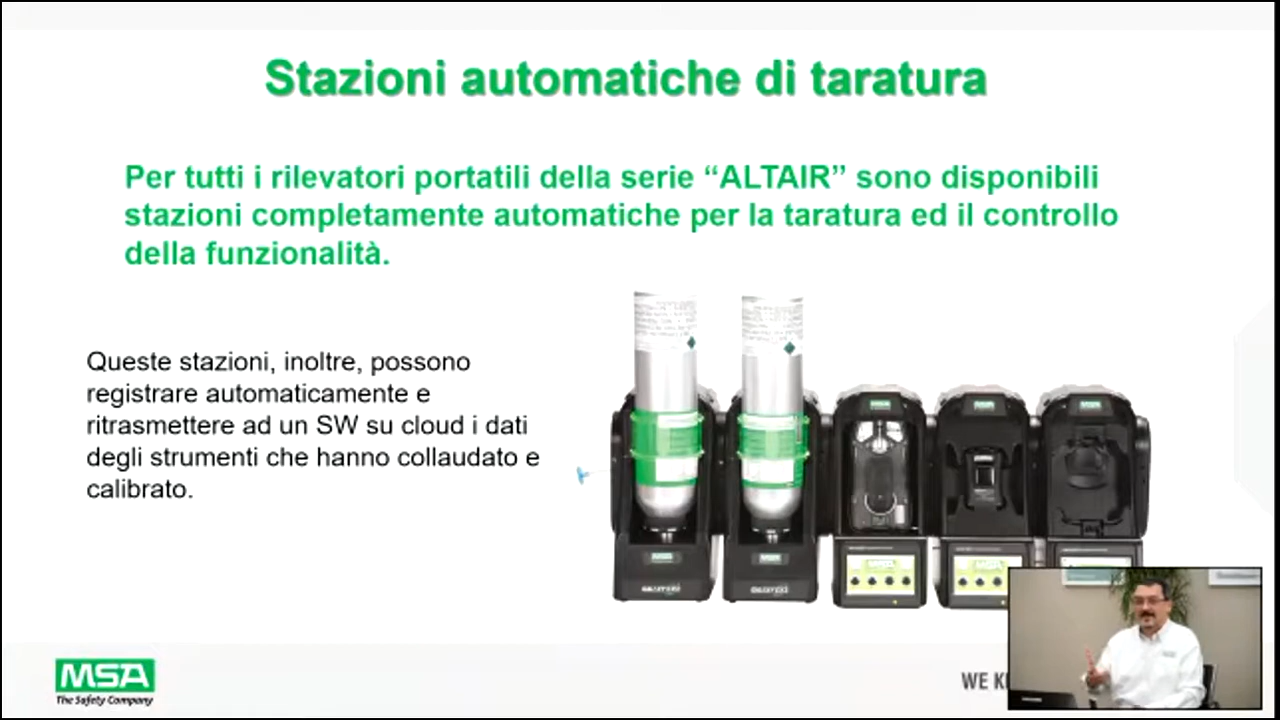 Stazioni automatiche di taratura
Per tutti i rilevatori portatili della serie “ALTAIR” sono disponibili
stazioni completamente automatiche per la taratura ed il controllo
della funzionalità.
Queste stazioni, inoltre, possono
registrare automaticamente e
ritrasmettere ad un SW su cloud i dati
degli strumenti che hanno collaudato e
calibrato.
MSA
The Safety Company
WE